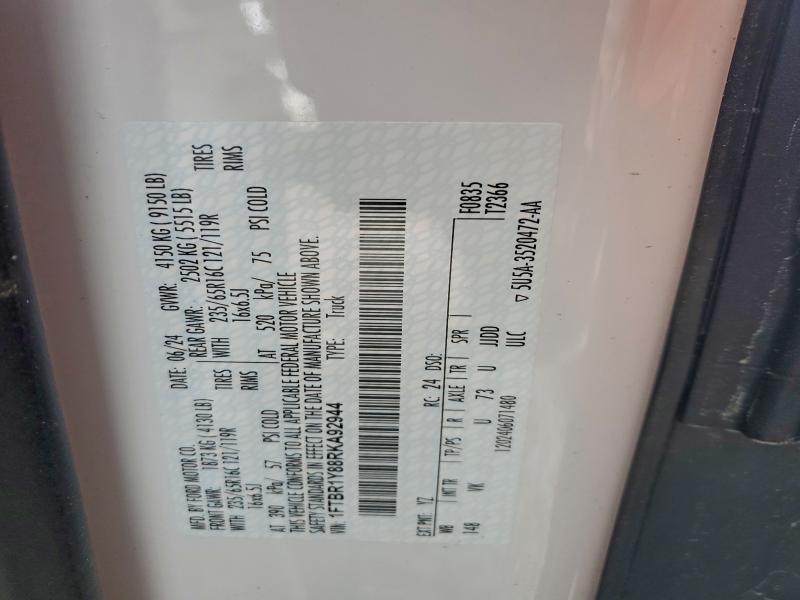 MFD. BY FORD MOTOR CO.
DATE: 06/24 GVWR: 4150 KG ( 9150 LB)
FRONT GAWR: 1873 KG ( 4130 LB) REAR GAWR: 2502 KG ( 5515 LB)
WITH 235/65R16C 121/119R TIRES WITH 235/65R16C 121/119R TIRES
16x6.5J RIMS 16x6.5J RIMS
AT 390 kPa/ 57 PSI COLD AT 520 kPa/ 75 PSI COLD
THIS VEHICLE CONFORMS TO ALL APPLICABLE FEDERAL MOTOR VEHICLE
SAFETY STANDARDS IN EFFECT ON THE DATE OF MANUFACTURE SHOWN ABOVE.
VIN: 1FTBR1Y88RKA92944 TYPE: Truck
F0835
T2366
EXT PNT: YZ RC: 24 DSO:
WB INT TR TP/PS R AXLE TR SPR
148 VK U 73 U JJDD
1202406071480 ULC
5U5A-3520472-AA